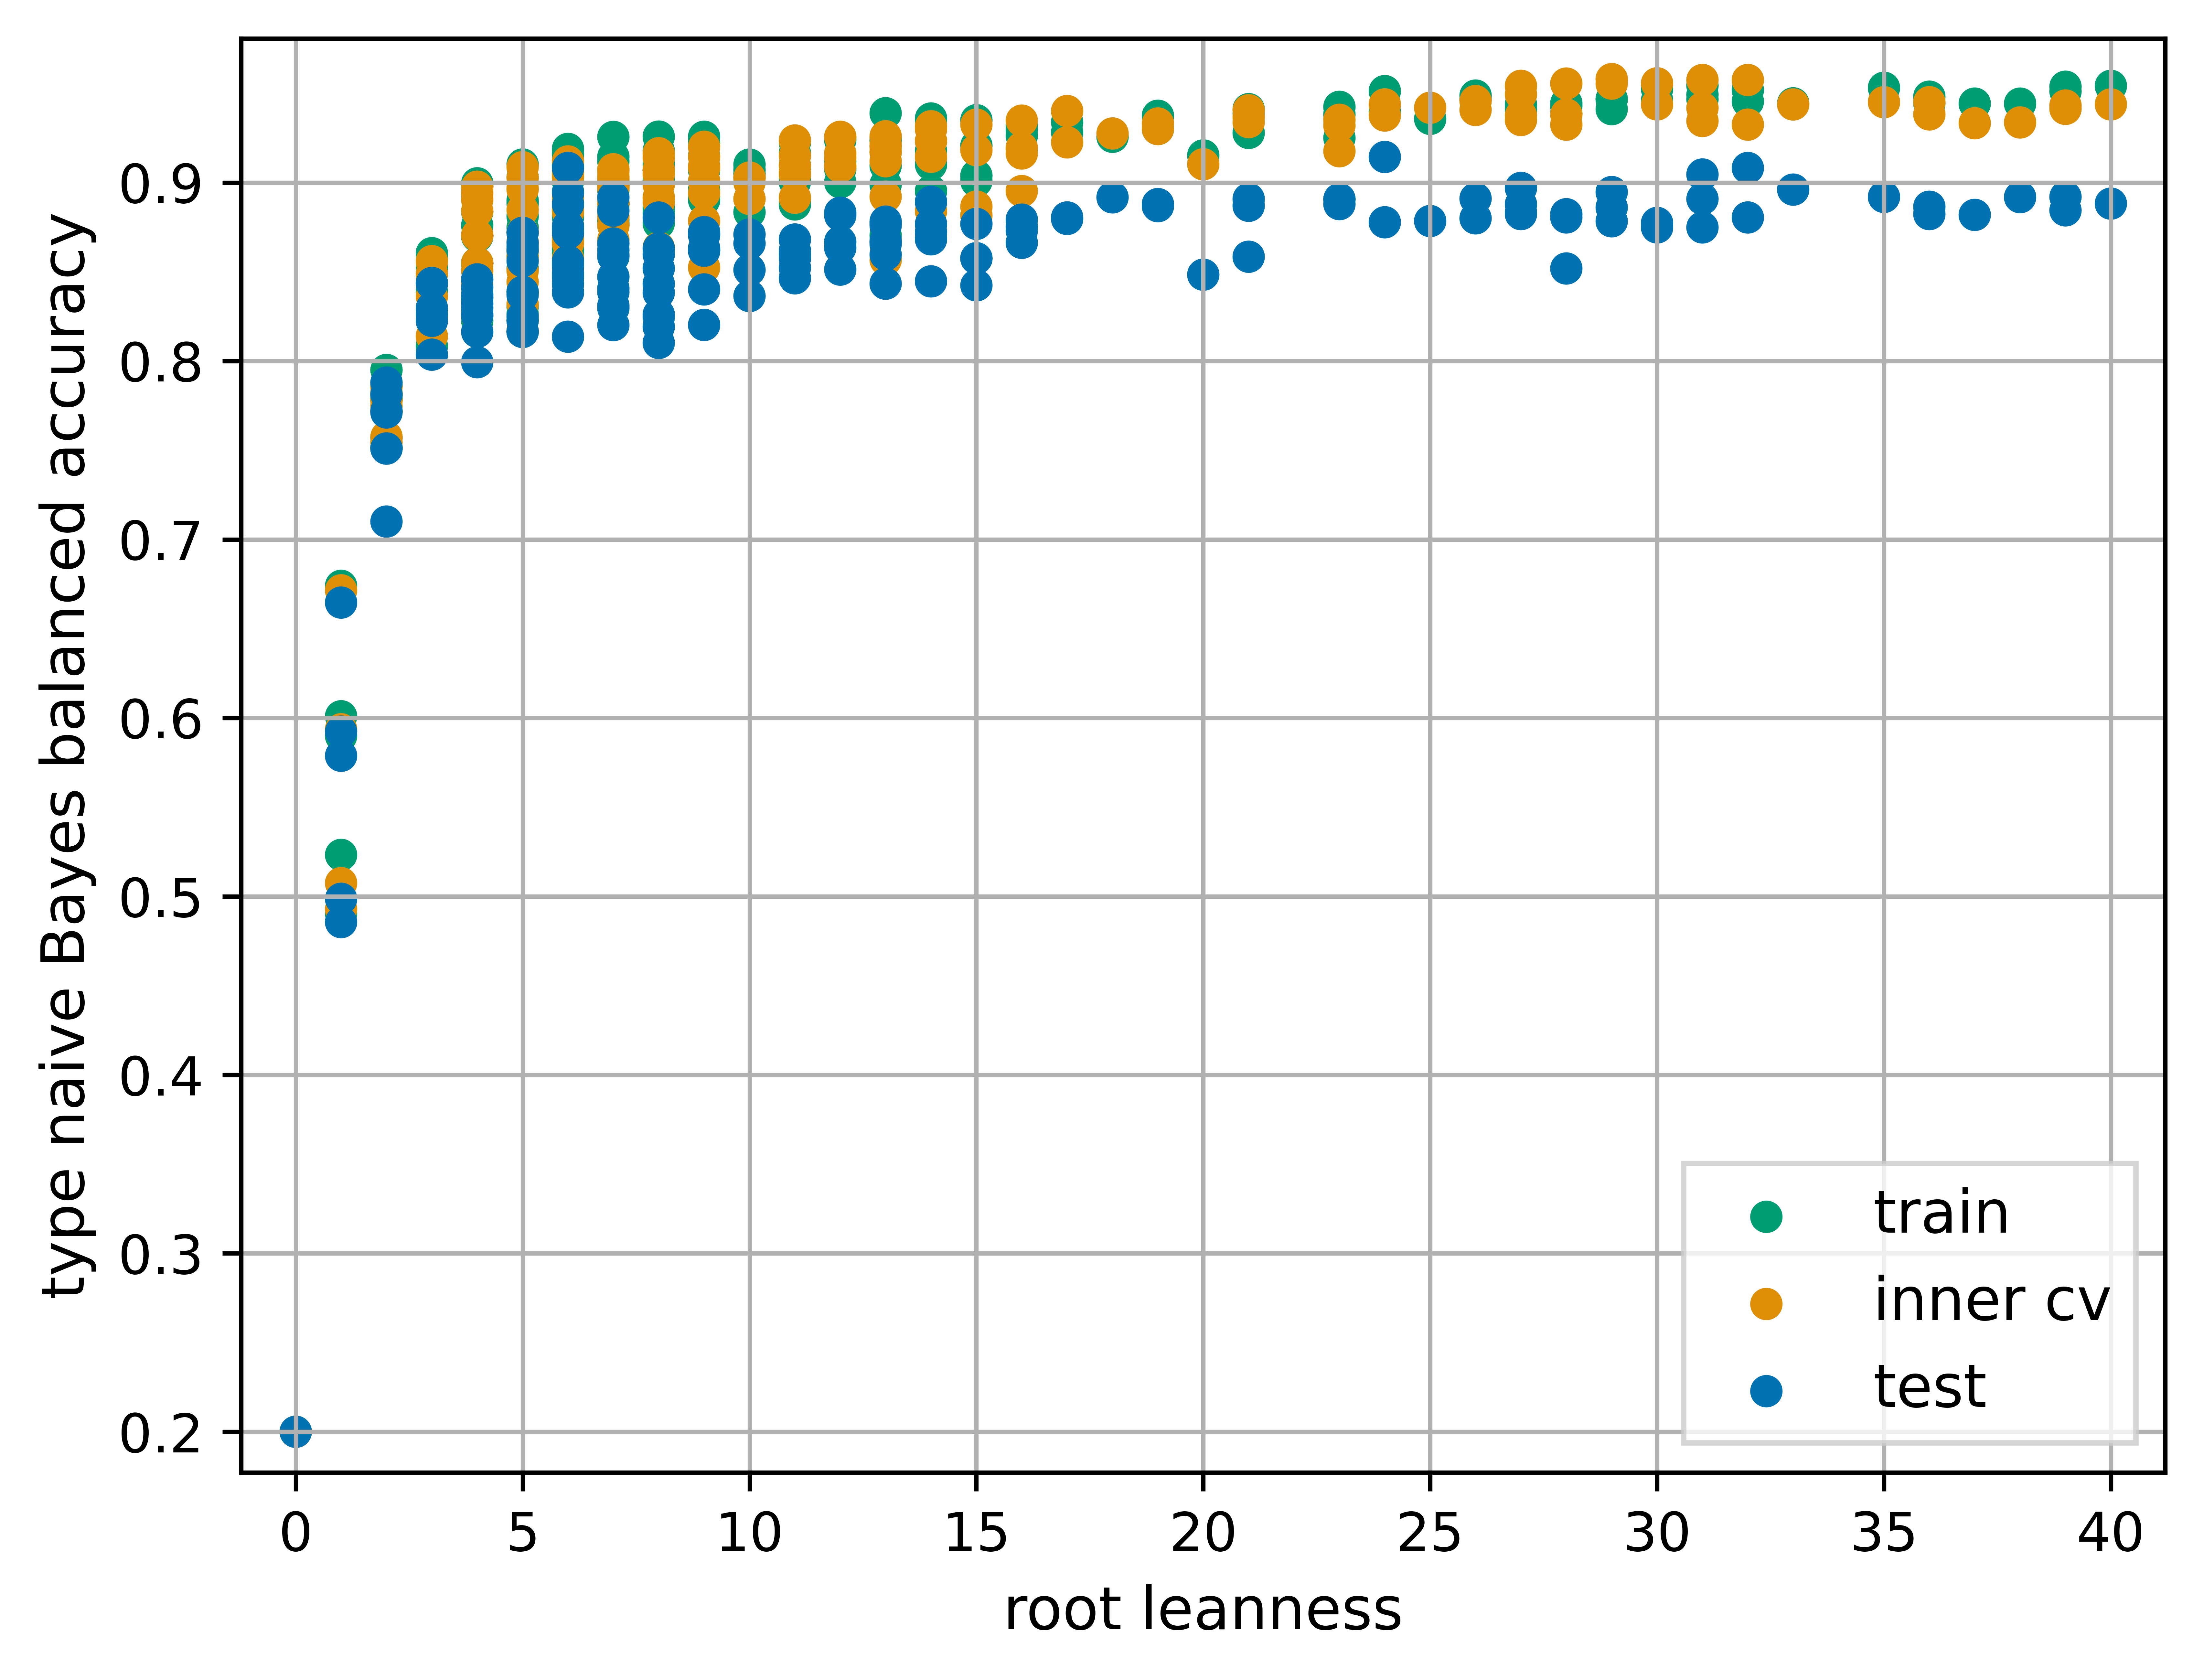 type naive Bayes balanced accuracy
0.9
0.8
0.7
0.6
0.5
0.4
0.3
0.2
train
inner cv
test
0 5 10 15 20 25 30 35 40
root leanness